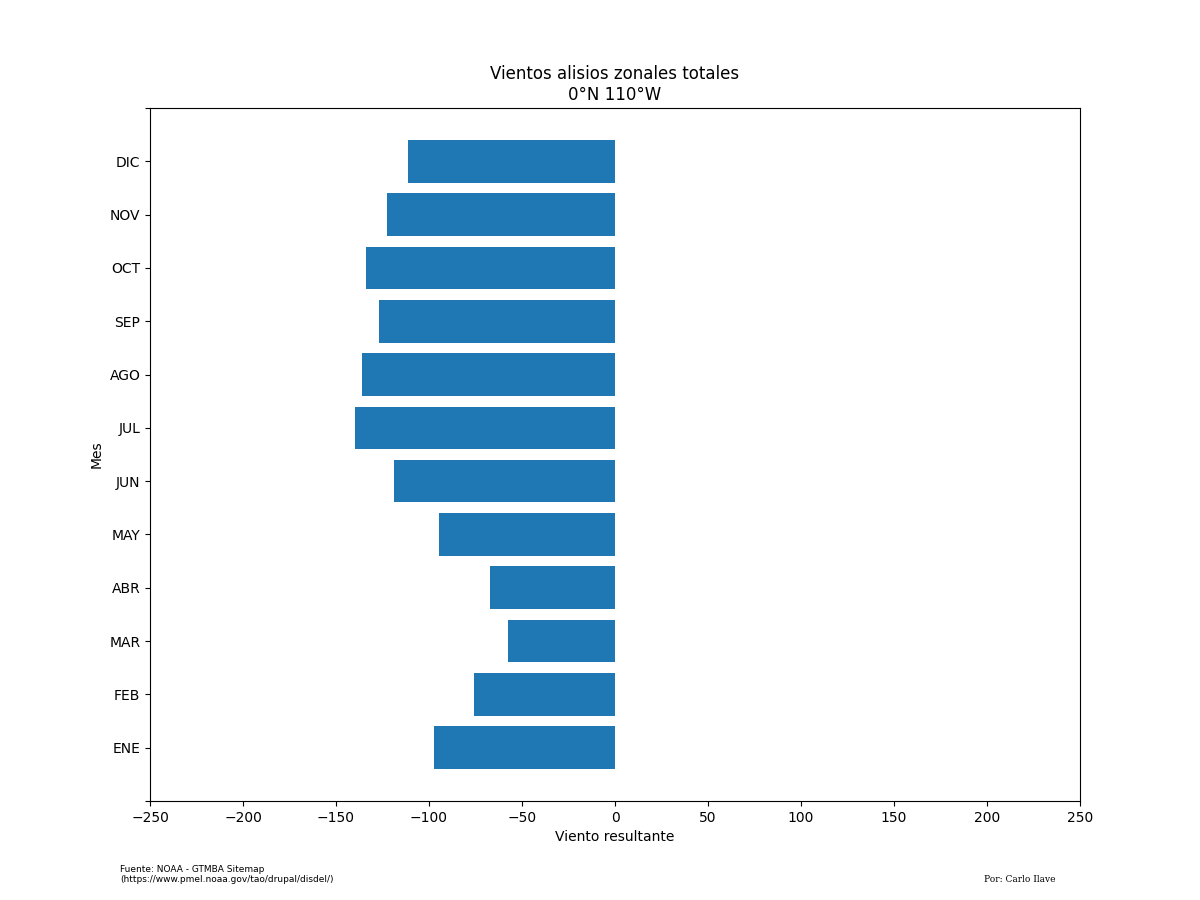 Vientos alisios zonales totales
0°N 110°W
DIC
NOV
OCT
SEP
AGO
JUL
JUN
MAY
ABR
MAR
FEB
ENE
Mes
−250 −200 −150 −100 −50 0 50 100 150 200 250
Viento resultante
Fuente: NOAA - GTMBA Sitemap
(https://www.pmel.noaa.gov/tao/drupal/disdel/)
Por: Carlo Ilave